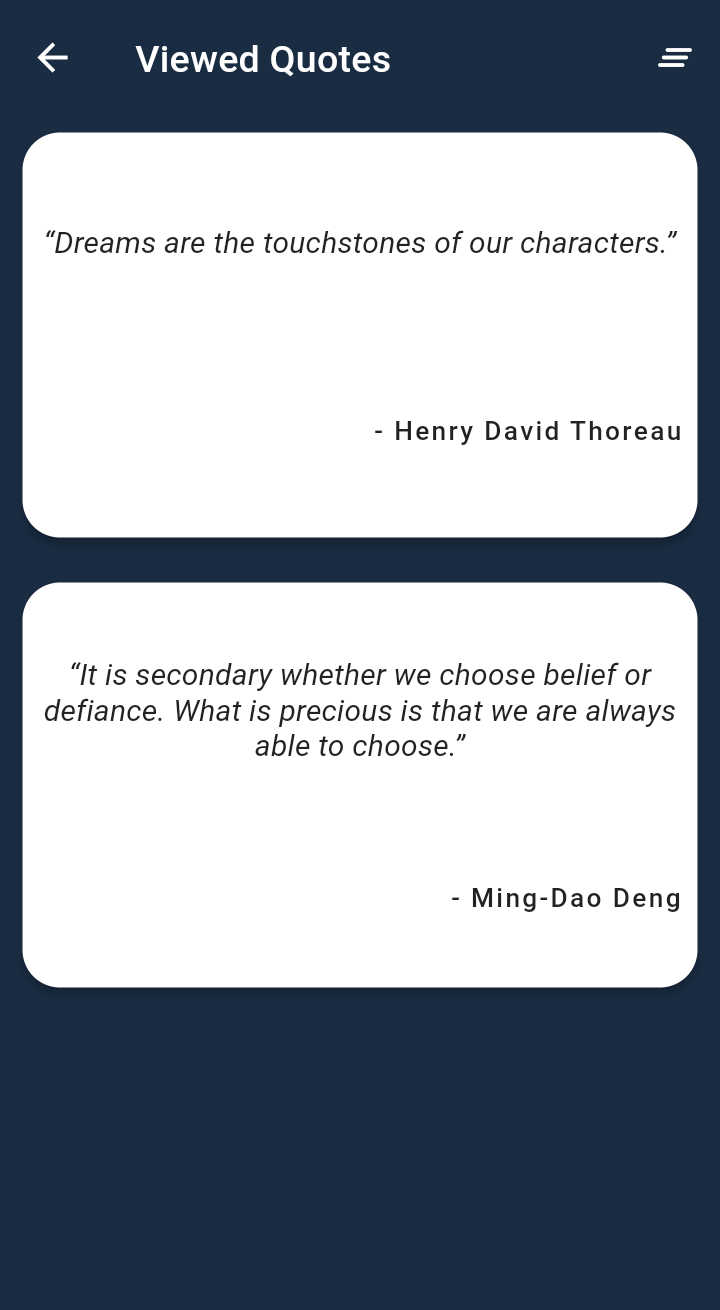 Viewed Quotes
“Dreams are the touchstones of our characters.”
- Henry David Thoreau
“It is secondary whether we choose belief or
defiance. What is precious is that we are always
able to choose.”
- Ming-Dao Deng